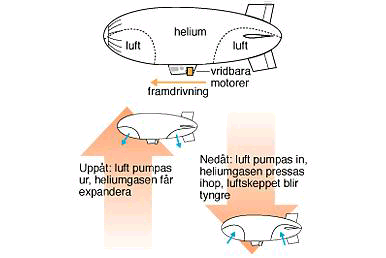 helium
luft
luft
vridbara
motorer
framdrivning
Uppåt: luft pumpas
ur, heliumgasen får
expandera
Nedåt: luft pumpas in,
heliumgasen pressas
ihop, luftskeppet blir
tyngre